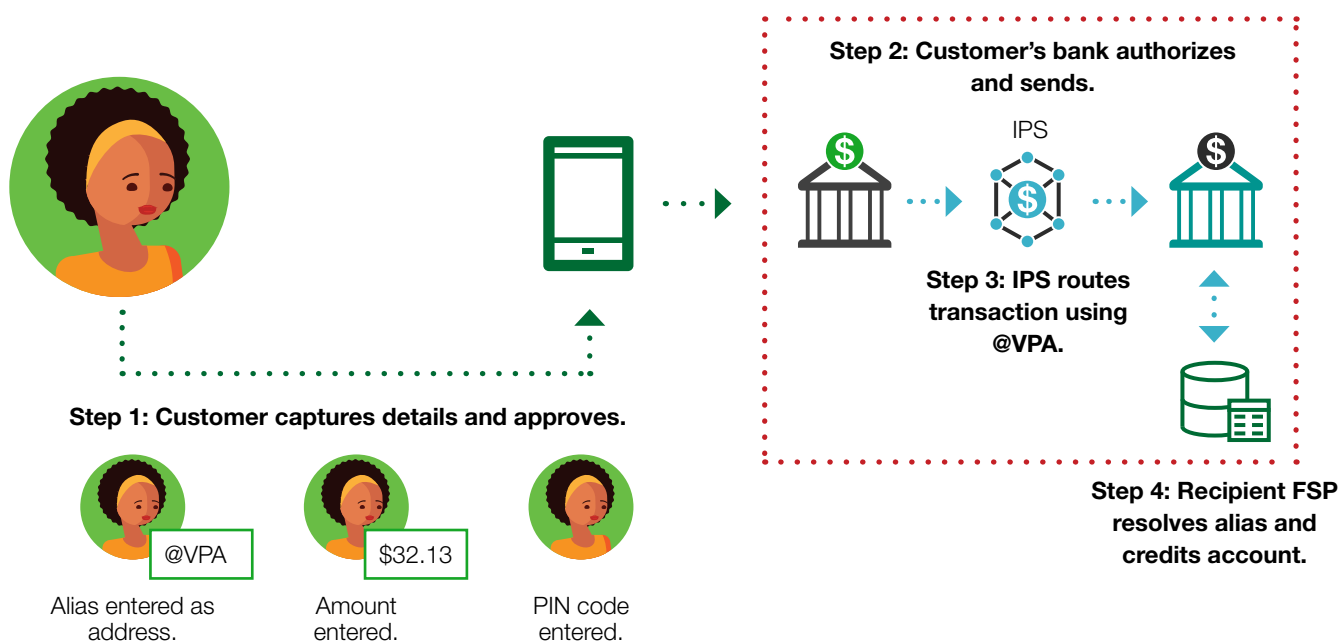 Step 2: Customer’s bank authorizes
and sends.
$
IPS
$
$
Step 3: IPS routes
transaction using
@VPA.
Step 1: Customer captures details and approves.
@VPA
$32.13
Alias entered as
address.
Amount
entered.
PIN code
entered.
Step 4: Recipient FSP
resolves alias and
credits account.